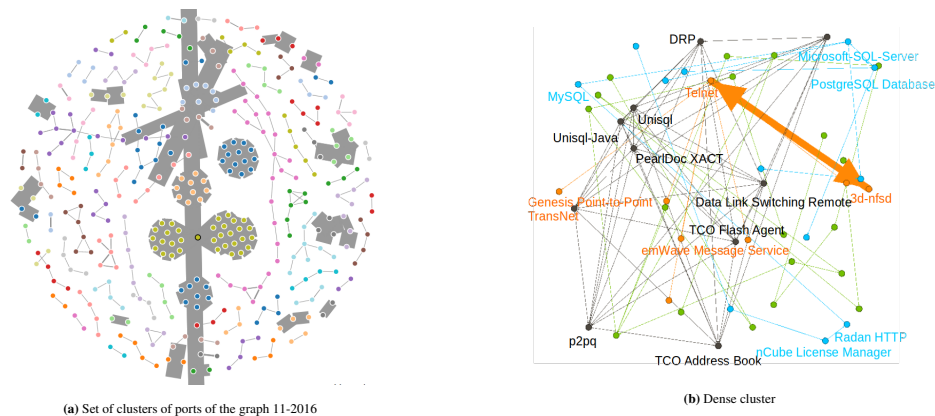 DRP
Microsoft-SQL-Server
Telnet
PostgreSQL Database
MySQL
Unisql
Unisql-Java
PearlDoc XACT
Genesis Point-to-Point
TransNet
Data Link Switching Remote
3d-nfsd
TCO Flash Agent
emWave Message Service
p2pq
Radan HTTP
nCube License Manager
TCO Address Book
(a) Set of clusters of ports of the graph 11-2016
(b) Dense cluster